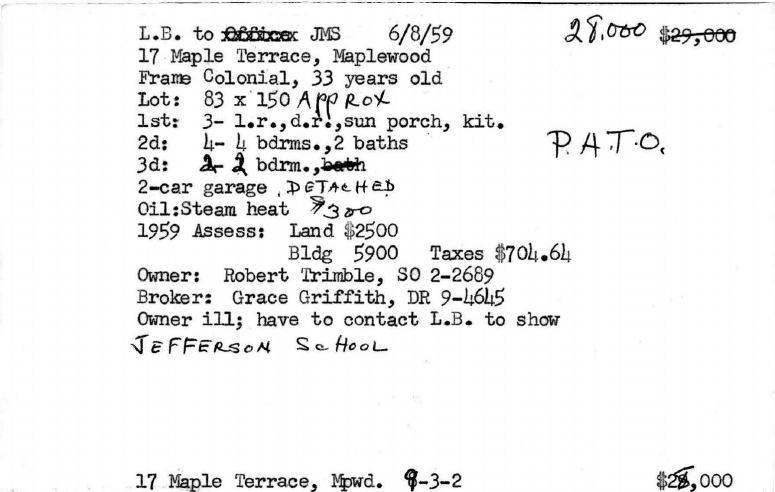 L.B. to Officex JMS 6/8/59 28,000 $29,000
17 Maple Terrace, Maplewood
Frame Colonial, 33 years old
Lot: 83 x 150 APPROX
1st: 3- l.r.,d.r.,sun porch, kit.
2d: 4- 4 bdrms.,2 baths
P.A.T.O.
3d: 2- 2 bdrm.,bath
2-car garage , DETACHED
Oil:Steam heat $300
1959 Assess: Land $2500
Bldg 5900 Taxes $704.64
Owner: Robert Trimble, SO 2-2689
Broker: Grace Griffith, DR 9-4645
Owner ill; have to contact L.B. to show
JEFFERSON SCHOOL
17 Maple Terrace, Mpwd. 9-3-2 $28,000